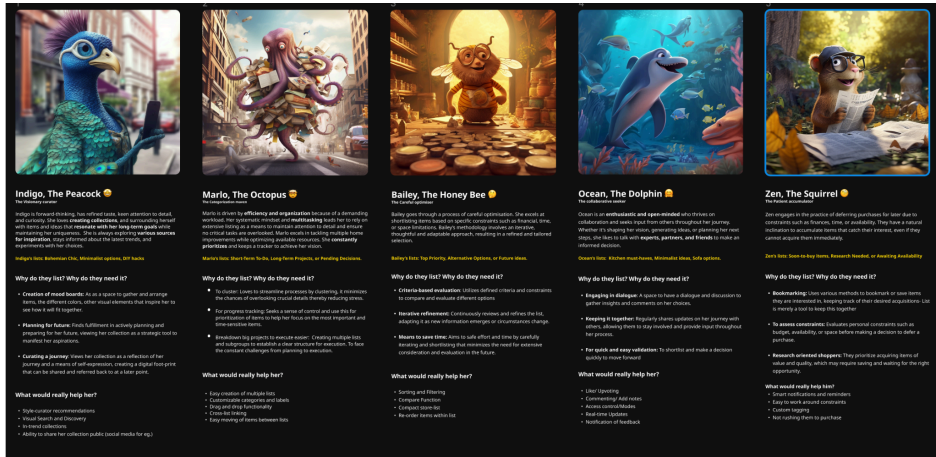 1
Indigo, The Peacock 🤩
The Visionary curator
Indigo is forward-thinking, has refined taste, keen attention to detail,
and curiosity. She loves creating collections, and surrounding herself
with items and ideas that resonate with her long-term goals while
maintaining her uniqueness. She is always exploring various sources
for inspiration, stays informed about the latest trends, and
experiments with her choices.
Indigo's lists: Bohemian Chic, Minimalist options, DIY hacks
Why do they list? Why do they need it?
• Creation of mood boards: As as a space to gather and arrange
items, the different colors, other visual elements that inspire her to
see how it will fit together.
• Planning for future: Finds fulfillment in actively planning and
preparing for her future, viewing her collection as a strategic tool to
manifest her aspirations.
• Curating a journey: Views her collection as a reflection of her
journey and a means of self-expression, creating a digital foot-print
that can be shared and referred back to at a later point.
What would really help her?
• Style-curator recommendations
• Visual Search and Discovery
• In-trend collections
• Ability to share her collection public (social media for eg.)
2
Marlo, The Octopus 🤓
The Categorization maven
Marlo is driven by efficiency and organization because of a demanding
workload. Her systematic mindset and multitasking leads her to rely on
extensive listing as a means to maintain attention to detail and ensure
no critical tasks are overlooked. Marlo excels in tackling multiple home
improvements while optimizing available resources. She constantly
prioritizes and keeps a tracker to achieve her vision.
Marlo's lists: Short-Term To-Do, Long-Term Projects, or Pending Decisions.
Why do they list? Why do they need it?
• To cluster: Loves to streamline processes by clustering, it minimizes
the chances of overlooking crucial details thereby reducing stress.
• For progress tracking: Seeks a sense of control and use this for
prioritization of items to help her focus on the most important and
time-sensitive items.
• Breakdown big projects to execute easier: Creating multiple lists
and subgroups to establish a clear structure for execution. To face
the constant challenges from planning to execution.
What would really help her?
• Easy creation of multiple lists
• Customizable categories and labels
• Drag and drop functionality
• Cross-list linking
• Easy moving of items between lists
3
Bailey, The Honey Bee 🤔
The Careful optimiser
Bailey goes through a process of careful optimisation. She excels at
shortlisting items based on specific constraints such as financial, time,
or space limitations. Bailey's methodology involves an iterative,
thoughtful and adaptable approach, resulting in a refined and tailored
selection.
Bailey's lists: Top Priority, Alternative Options, or Future Ideas.
Why do they list? Why do they need it?
• Criteria-based evaluation: Utilizes defined criteria and constraints
to compare and evaluate different options
• Iterative refinement: Continuously reviews and refines the list,
adapting it as new information emerges or circumstances change.
• Means to save time: Aims to safe effort and time by carefully
iterating and shortlisting that minimizes the need for extensive
consideration and evaluation in the future.
What would really help her?
• Sorting and Filtering
• Compare Function
• Compact store-list
• Re-order items within list
4
Ocean, The Dolphin 🤗
The collaborative seeker
Ocean is an enthusiastic and open-minded who thrives on
collaboration and seeks input from others throughout her journey.
Whether it's shaping her vision, generating ideas, or planning her next
steps, she likes to talk with experts, partners, and friends to make an
informed decision.
Ocean's lists: Kitchen must-haves, Minimalist Ideas, Sofa options.
Why do they list? Why do they need it?
• Engaging in dialogue: A space to have a dialogue and discussion to
gather insights and comments on her choices.
• Keeping it together: Regularly shares updates on her journey with
others, allowing them to stay involved and provide input throughout
her process.
• For quick and easy validation: To shortlist and make a decision
quickly to move forward
What would really help her?
• Like/ Upvoting
• Commenting/ Add notes
• Access control/Modes
• Real-time Updates
• Notification of feedback
5
Zen, The Squirrel
The Patient accumulator
Zen engages in the practice of deferring purchases for later due to
constraints such as finances, time, or availability. They have a natural
inclination to accumulate items that catch their interest, even if they
cannot acquire them immediately.
Zen's lists: Soon-to-buy items, Research Needed, or Awaiting Availability
Why do they list? Why do they need it?
• Bookmarking: Uses various methods to bookmark or save items
they are interested in, keeping track of their desired acquisitions- List
is merely a tool to keep this together
• To assess constraints: Evaluates personal constraints such as
budget, availability, or space before making a decision to defer a
purchase.
• Research oriented shoppers: They prioritize acquiring items of
value and quality, which may require saving and waiting for the right
opportunity.
What would really help him?
• Smart notifications and reminders
• Easy to work around constraints
• Custom tagging
• Not rushing them to purchase